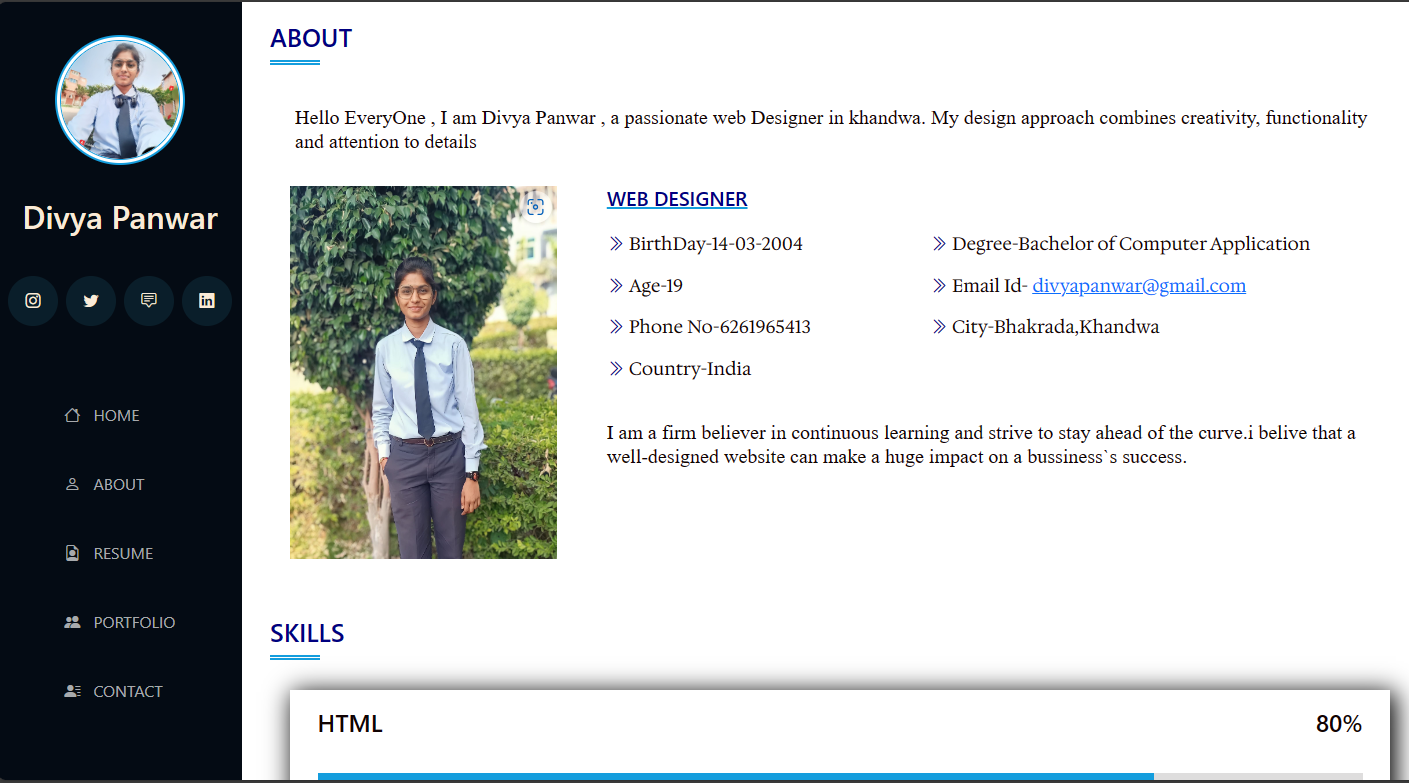 Divya Panwar
HOME
ABOUT
RESUME
PORTFOLIO
CONTACT
ABOUT
Hello EveryOne , I am Divya Panwar , a passionate web Designer in khandwa. My design approach combines creativity, functionality
and attention to details
WEB DESIGNER
BirthDay-14-03-2004
Degree-Bachelor of Computer Application
Age-19
Email Id- divyapanwar@gmail.com
Phone No-6261965413
City-Bhakrada,Khandwa
Country-India
I am a firm believer in continuous learning and strive to stay ahead of the curve.i belive that a
well-designed website can make a huge impact on a bussiness`s success.
SKILLS
HTML 80%